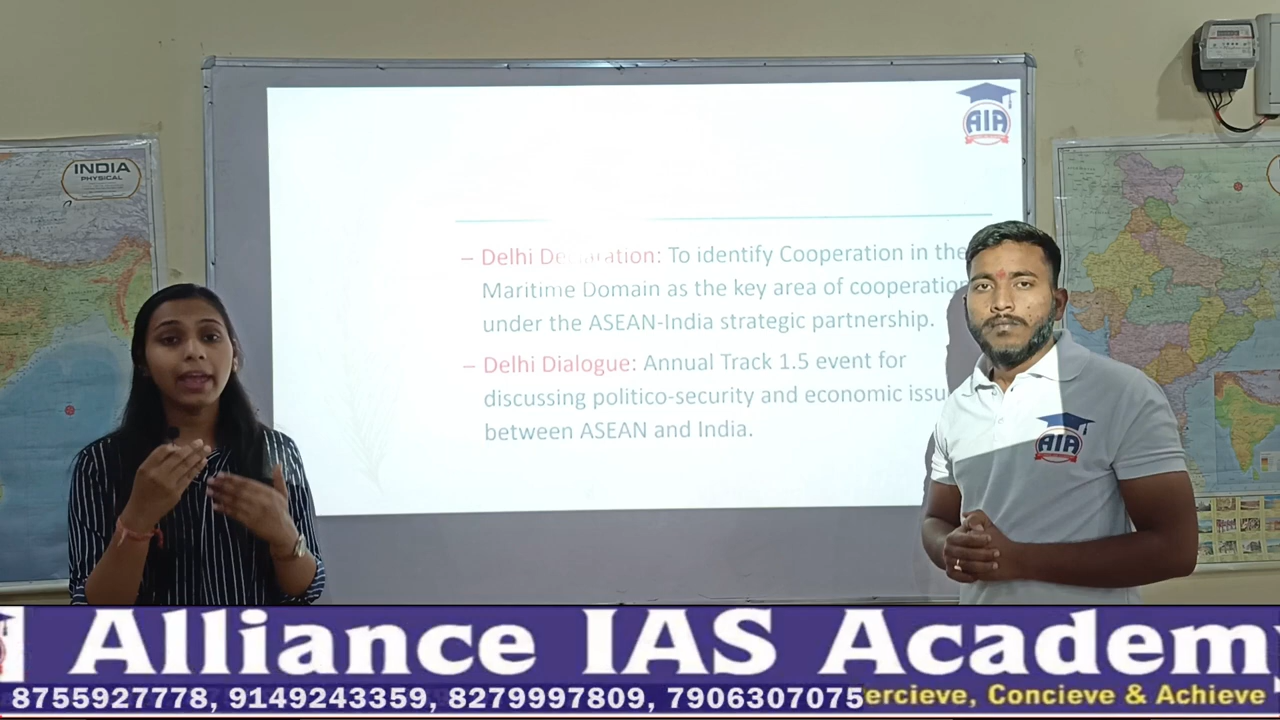 INDIA
PHYSICAL
AIA
– Delhi Declaration: To identify Cooperation in the
Maritime Domain as the key area of cooperation
under the ASEAN-India strategic partnership.
– Delhi Dialogue: Annual Track 1.5 event for
discussing politico-security and economic issu
between ASEAN and India.
AIA
Alliance IAS Academy
8755927778, 9149243359, 8279997809, 7906307075
ercieve, Concieve & Achieve